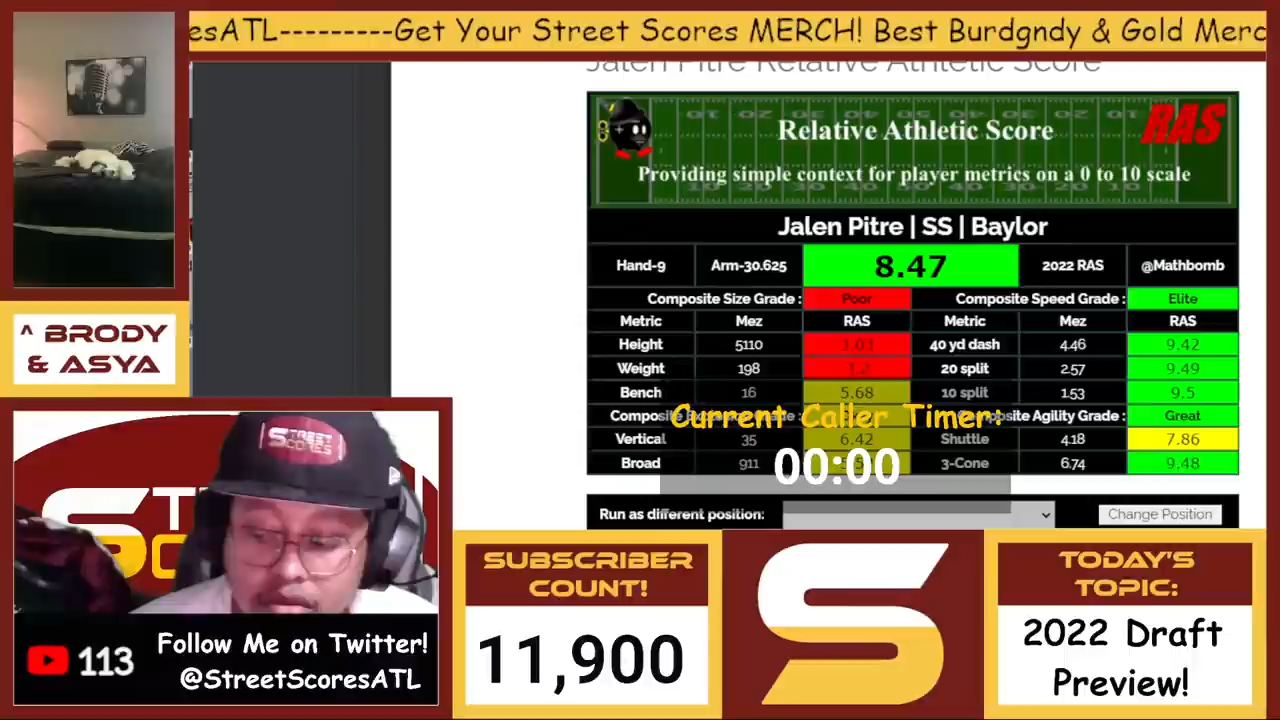 esATL---------Get Your Street Scores MERCH! Best Burdgndy & Gold Merc
Jalen Pitre Relative Athletic Score
Relative Athletic Score
RAS
Providing simple context for player metrics on a 0 to 10 scale
Jalen Pitre | SS | Baylor
Hand-9 Arm-30.625 8.47 2022 RAS @Mathbomb
Composite Size Grade : Poor Composite Speed Grade : Elite
Metric Mez RAS Metric Mez RAS
Height 5110 1.03 40 yd dash 4.46 9.42
Weight 198 1.2 20 split 2.57 9.49
Bench 16 5.68 10 split 1.53 9.5
Great
Current Caller Timer:
Vertical 35 6.42 Shuttle 4.18 7.86
Broad 911 3-Cone 6.74 9.48
00:00
Run as different position: Change Position
^ BRODY
& ASYA
STREET
SCORES
113
Follow Me on Twitter!
@StreetScoresATL
SUBSCRIBER
COUNT!
11,900
S
TODAY'S
TOPIC:
2022 Draft
Preview!